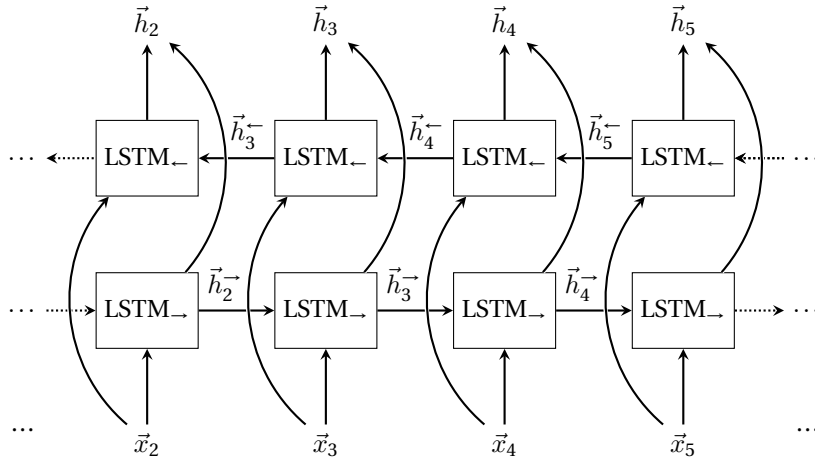 h⃗₂ h⃗₃ h⃗₄ h⃗₅
h⃗₃← h⃗₄← h⃗₅←
... LSTM← LSTM← LSTM← LSTM← ...
h⃗₂→ h⃗₃→ h⃗₄→
... LSTM→ LSTM→ LSTM→ LSTM→ ...
... x⃗₂ x⃗₃ x⃗₄ x⃗₅ ...